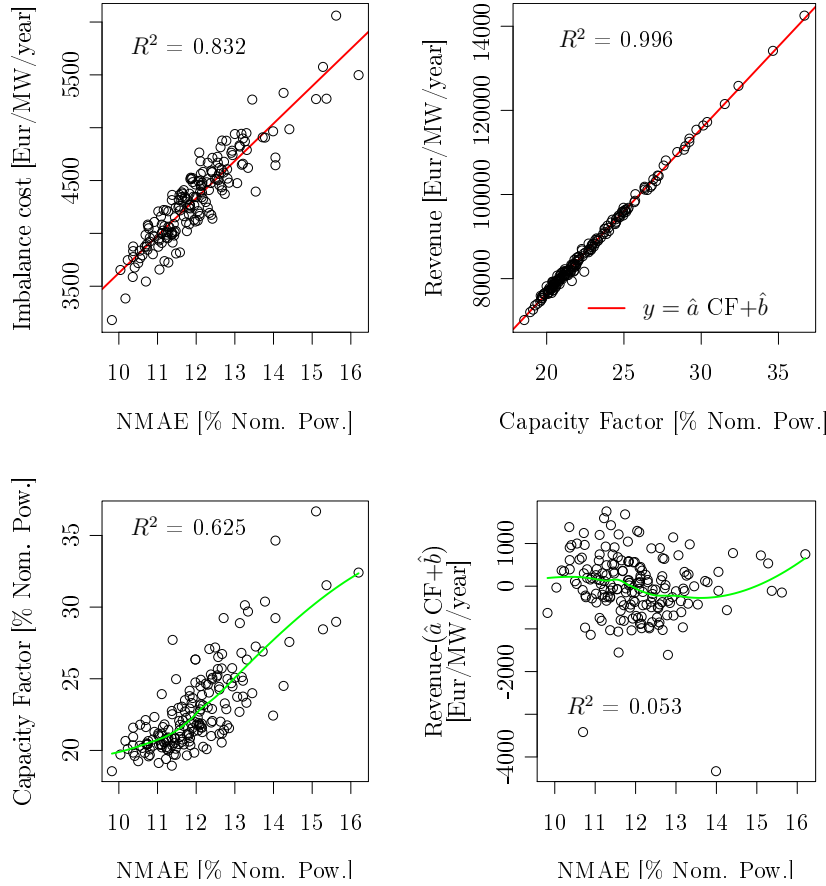 Imbalance cost [Eur/MW/year]
5500
4500
3500
R² = 0.832
10 11 12 13 14 15 16
NMAE [% Nom. Pow.]
Revenue [Eur/MW/year]
140000
120000
100000
80000
R² = 0.996
y = â CF+b̂
20 25 30 35
Capacity Factor [% Nom. Pow.]
Capacity Factor [% Nom. Pow.]
35
30
25
20
R² = 0.625
10 11 12 13 14 15 16
NMAE [% Nom. Pow.]
Revenue-(â CF+b̂)
[Eur/MW/year]
1000
0
-2000
-4000
R² = 0.053
10 11 12 13 14 15 16
NMAE [% Nom. Pow.]